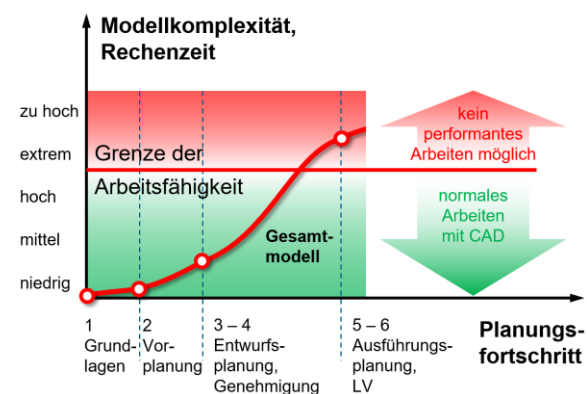 Modellkomplexität,
Rechenzeit
zu hoch
extrem
hoch
mittel
niedrig
Grenze der
Arbeitsfähigkeit
Gesamt-
modell
kein
performantes
Arbeiten möglich
normales
Arbeiten
mit CAD
1
Grund-
lagen
2
Vor-
planung
3 – 4
Entwurfs-
planung,
Genehmigung
5 – 6
Ausführungs-
planung,
LV
Planungs-
fortschritt